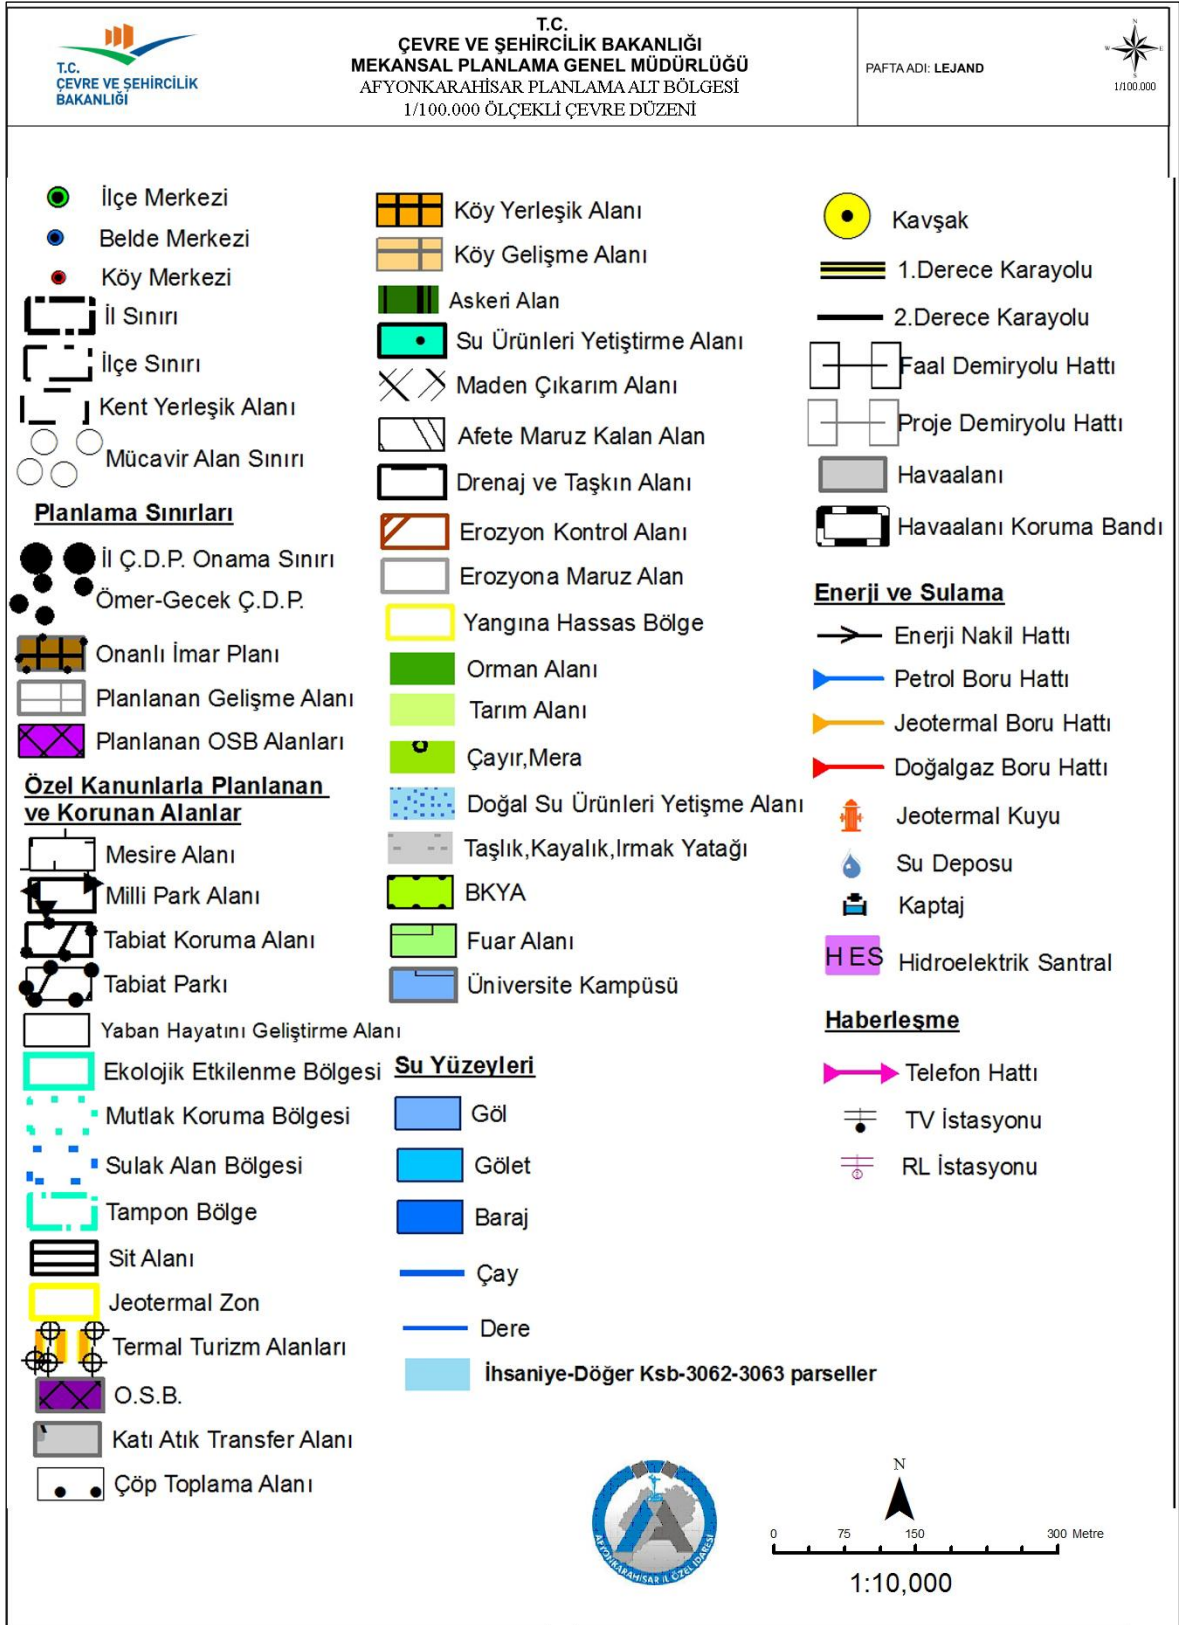 T.C.
ÇEVRE VE ŞEHİRCİLİK
BAKANLIĞI
T.C.
ÇEVRE VE ŞEHİRCİLİK BAKANLIĞI
MEKANSAL PLANLAMA GENEL MÜDÜRLÜĞÜ
AFYONKARAHİSAR PLANLAMA ALT BÖLGESİ
1/100.000 ÖLÇEKLİ ÇEVRE DÜZENİ
PAFTA ADI: LEJAND
N
W E
S
1/100.000
İlçe Merkezi
Belde Merkezi
Köy Merkezi
İl Sınırı
İlçe Sınırı
Kent Yerleşik Alanı
Mücavir Alan Sınırı
Planlama Sınırları
İl Ç.D.P. Onama Sınırı
Ömer-Gecek Ç.D.P.
Onanlı İmar Planı
Planlanan Gelişme Alanı
Planlanan OSB Alanları
Özel Kanunlarla Planlanan
ve Korunan Alanlar
Mesire Alanı
Milli Park Alanı
Tabiat Koruma Alanı
Tabiat Parkı
Yaban Hayatını Geliştirme Alanı
Ekolojik Etkilenme Bölgesi
Mutlak Koruma Bölgesi
Sulak Alan Bölgesi
Tampon Bölge
Sit Alanı
Jeotermal Zon
Termal Turizm Alanları
O.S.B.
Katı Atık Transfer Alanı
Çöp Toplama Alanı
Köy Yerleşik Alanı
Köy Gelişme Alanı
Askeri Alan
Su Ürünleri Yetiştirme Alanı
Maden Çıkarım Alanı
Afete Maruz Kalan Alan
Drenaj ve Taşkın Alanı
Erozyon Kontrol Alanı
Erozyona Maruz Alan
Yangına Hassas Bölge
Orman Alanı
Tarım Alanı
Çayır,Mera
Doğal Su Ürünleri Yetişme Alanı
Taşlık,Kayalık,Irmak Yatağı
BKYA
Fuar Alanı
Üniversite Kampüsü
Su Yüzeyleri
Göl
Gölet
Baraj
Çay
Dere
İhsaniye-Döğer Ksb-3062-3063 parseller
Kavşak
1.Derece Karayolu
2.Derece Karayolu
Faal Demiryolu Hattı
Proje Demiryolu Hattı
Havaalanı
Havaalanı Koruma Bandı
Enerji ve Sulama
Enerji Nakil Hattı
Petrol Boru Hattı
Jeotermal Boru Hattı
Doğalgaz Boru Hattı
Jeotermal Kuyu
Su Deposu
Kaptaj
HES Hidroelektrik Santral
Haberleşme
Telefon Hattı
TV İstasyonu
RL İstasyonu
AFYONKARAHİSAR İL ÖZEL İDARESİ
N
0 75 150 300 Metre
1:10,000